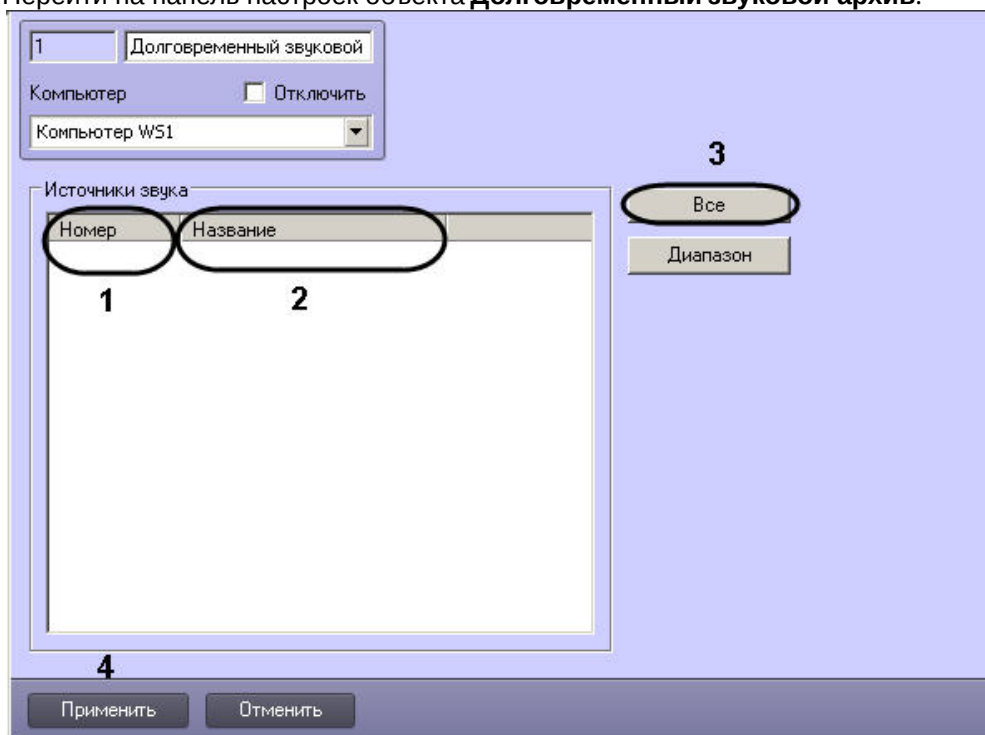 Перейти на панель настроек объекта Долговременный звуковой архив.
1 Долговременный звуковой
Компьютер Отключить
Компьютер WS1
3
Источники звука
Все
Номер Название
Диапазон
1 2
4
Применить Отменить